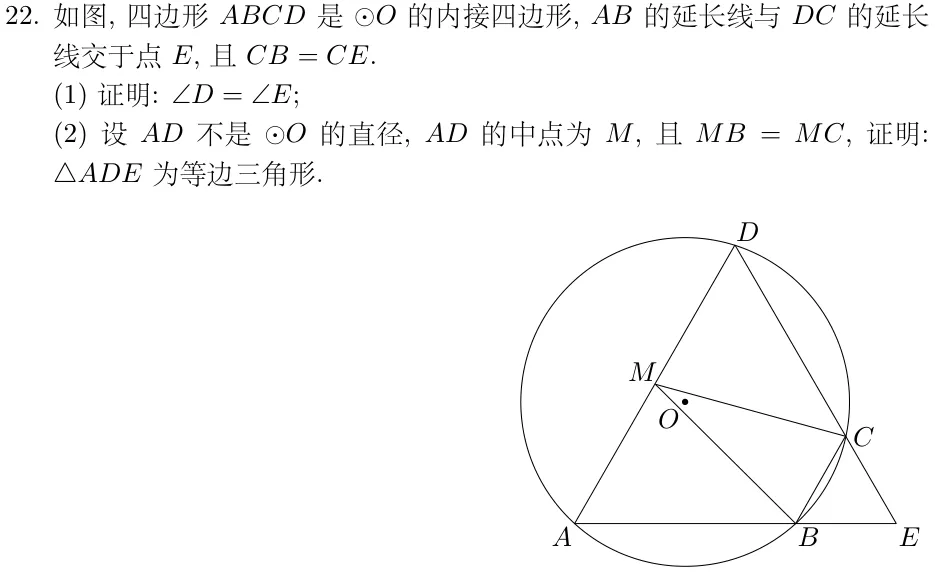 22. 如图, 四边形 ABCD 是 ⊙O 的内接四边形, AB 的延长线与 DC 的延长
线交于点 E, 且 CB = CE.
(1) 证明: ∠D = ∠E;
(2) 设 AD 不是 ⊙O 的直径, AD 的中点为 M, 且 MB = MC, 证明:
△ADE 为等边三角形.
D
M
O
C
A
B
E